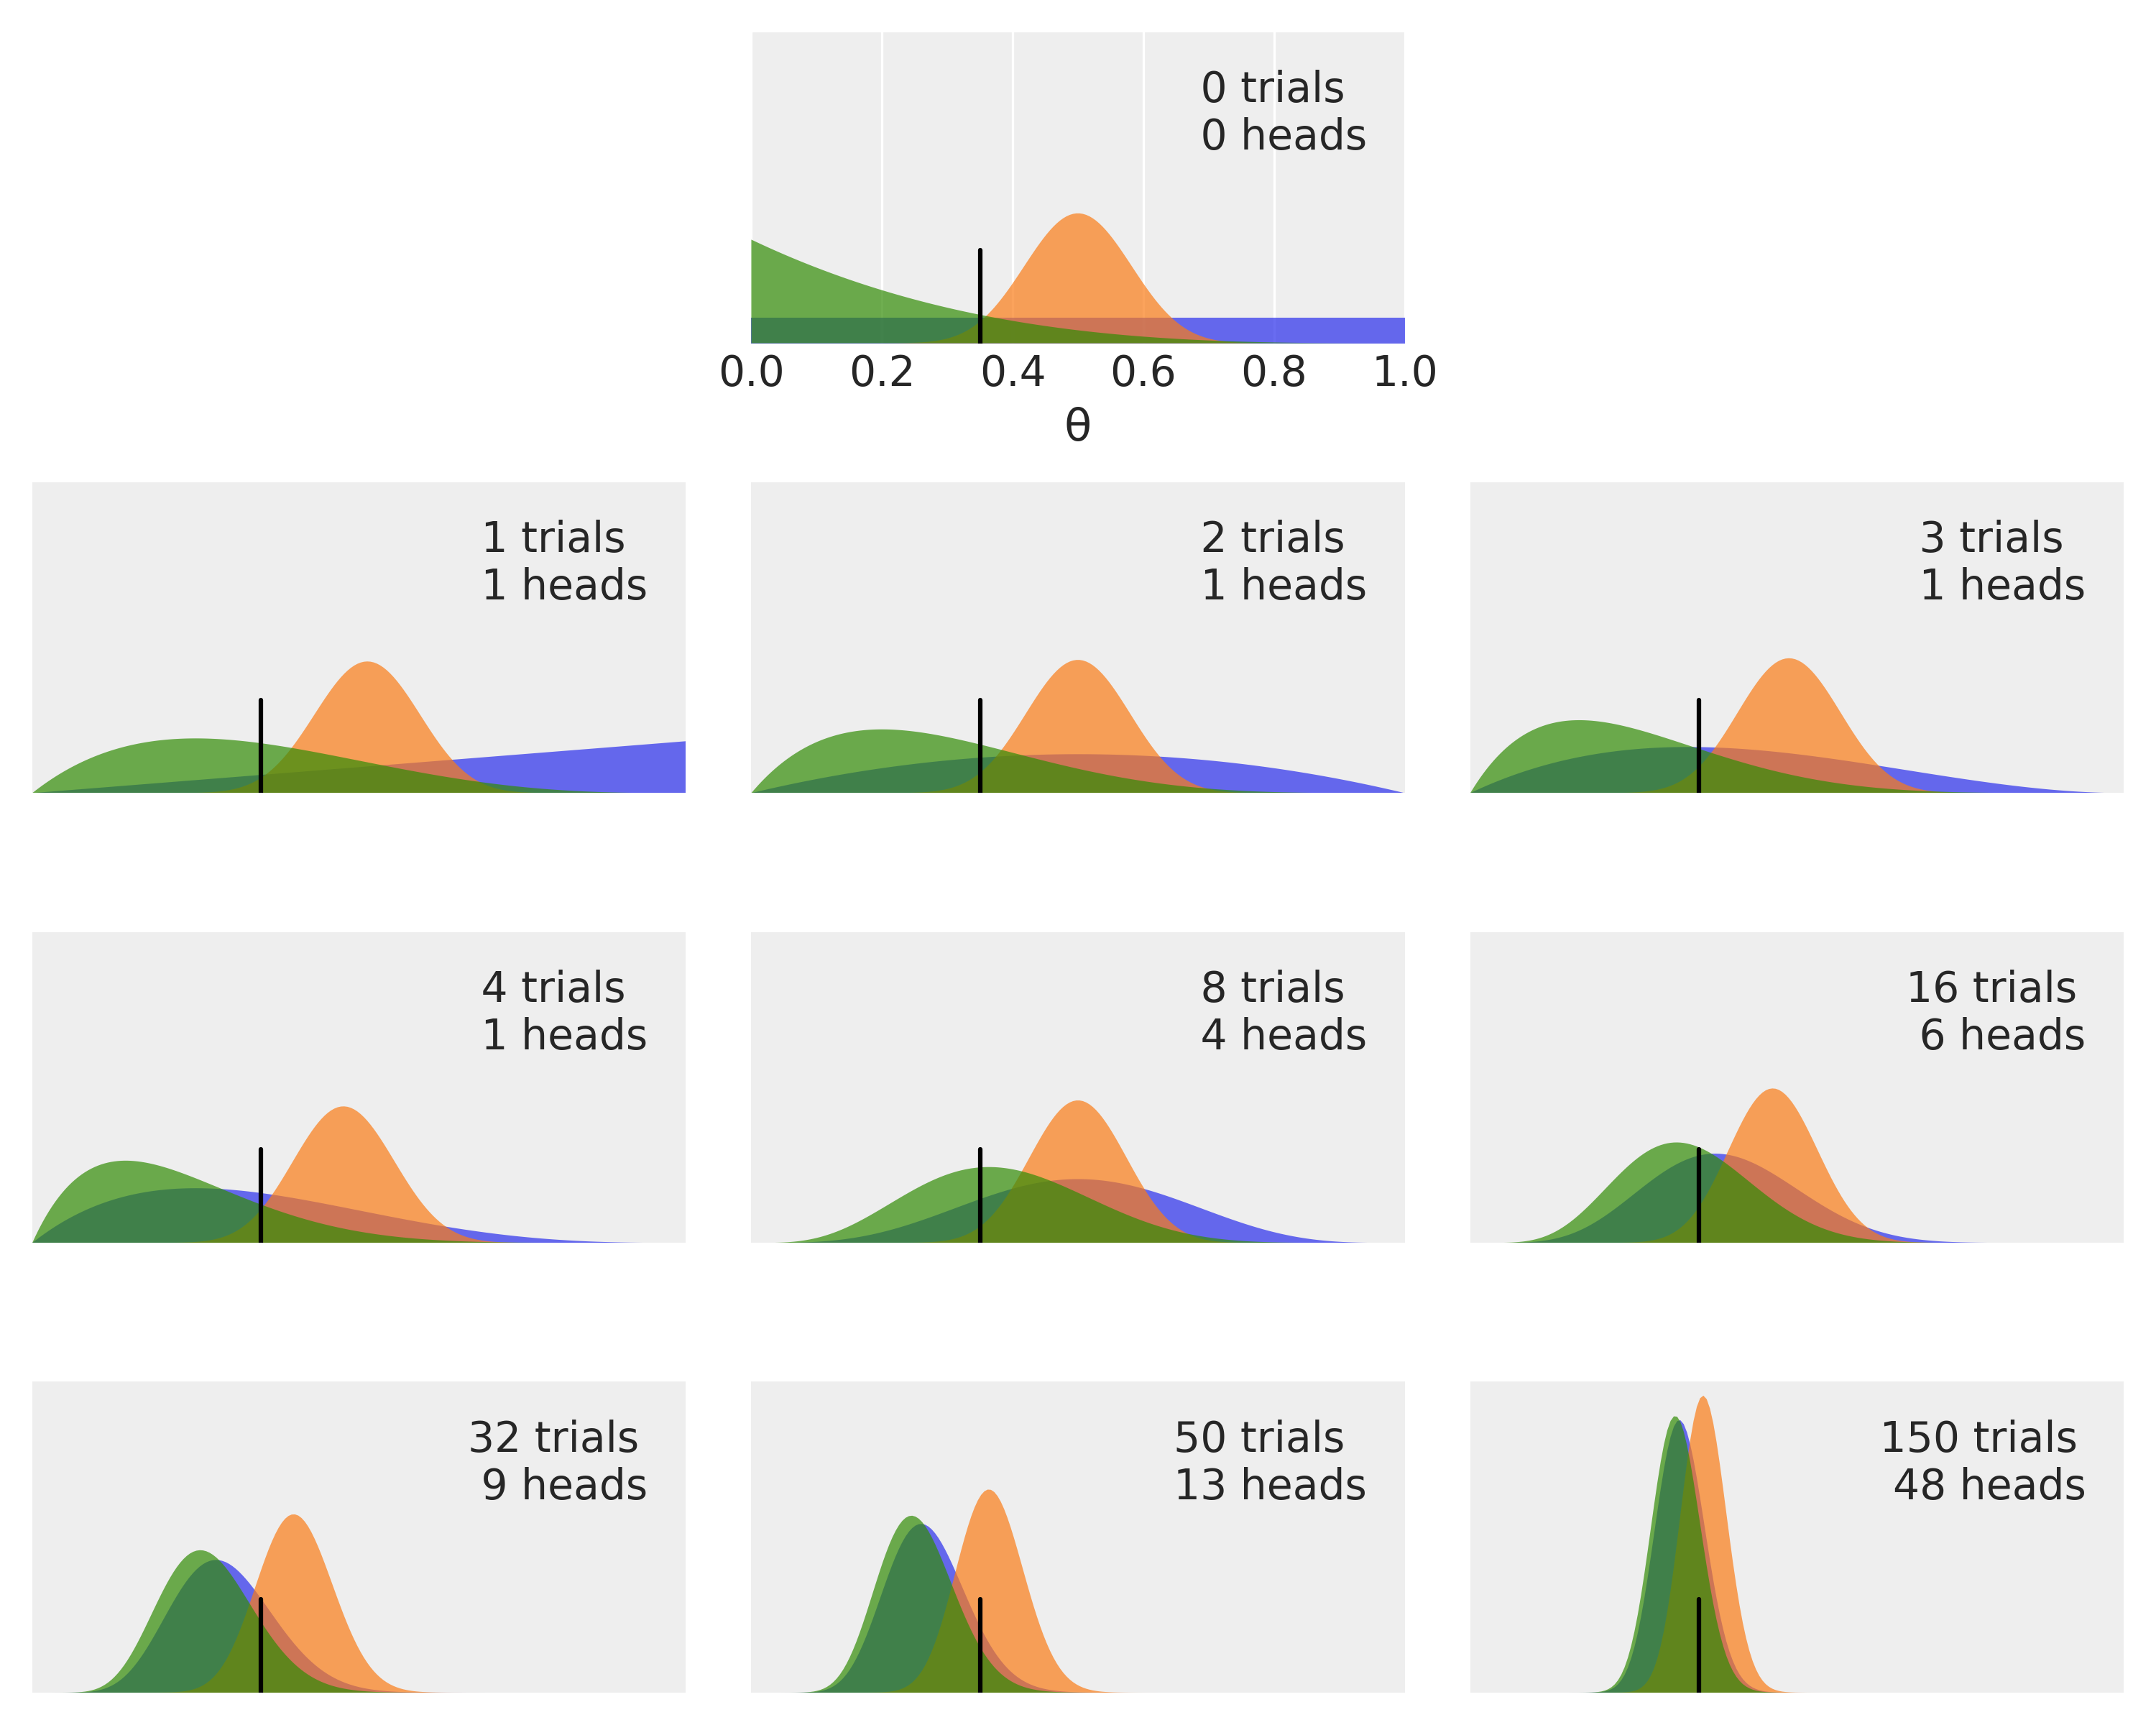 0 trials
0 heads
0.0 0.2 0.4 0.6 0.8 1.0
θ
1 trials
1 heads
2 trials
1 heads
3 trials
1 heads
4 trials
1 heads
8 trials
4 heads
16 trials
6 heads
32 trials
9 heads
50 trials
13 heads
150 trials
48 heads